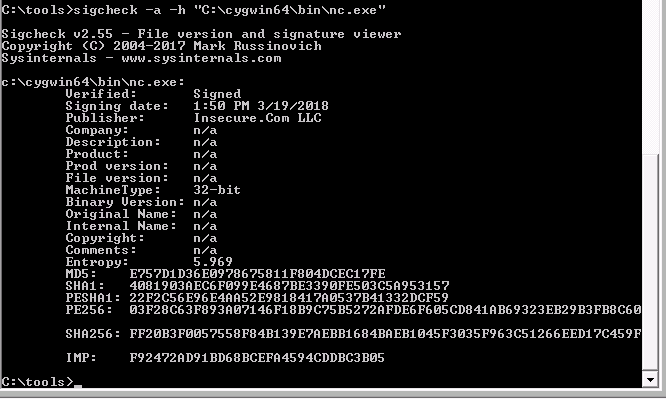 C:\tools>sigcheck -a -h "C:\cygwin64\bin\nc.exe"
Sigcheck v2.55 - File version and signature viewer
Copyright (C) 2004-2017 Mark Russinovich
Sysinternals - www.sysinternals.com
c:\cygwin64\bin\nc.exe:
Verified: Signed
Signing date: 1:50 PM 3/19/2018
Publisher: Insecure.Com LLC
Company: n/a
Description: n/a
Product: n/a
Prod version: n/a
File version: n/a
MachineType: 32-bit
Binary Version: n/a
Original Name: n/a
Internal Name: n/a
Copyright: n/a
Comments: n/a
Entropy: 5.969
MD5: E757D1D36E0978675811F804DCEC17FE
SHA1: 4081903AEC6F099E4687BE3390FE503C5A953157
PESHA1: 22F2C56E96E4AA52E9818417A0537B41332DCF59
PE256: 03F28C63F893A07146F18B9C75B5272AFDE6F605CD841AB69323EB29B3FB8C60
SHA256: FF20B3F0057558F84B139E7AEBB1684BAEB1045F3035F963C51266EED17C459F
IMP: F92472AD91BD68BCEFA4594CDDBC3B05
C:\tools>_